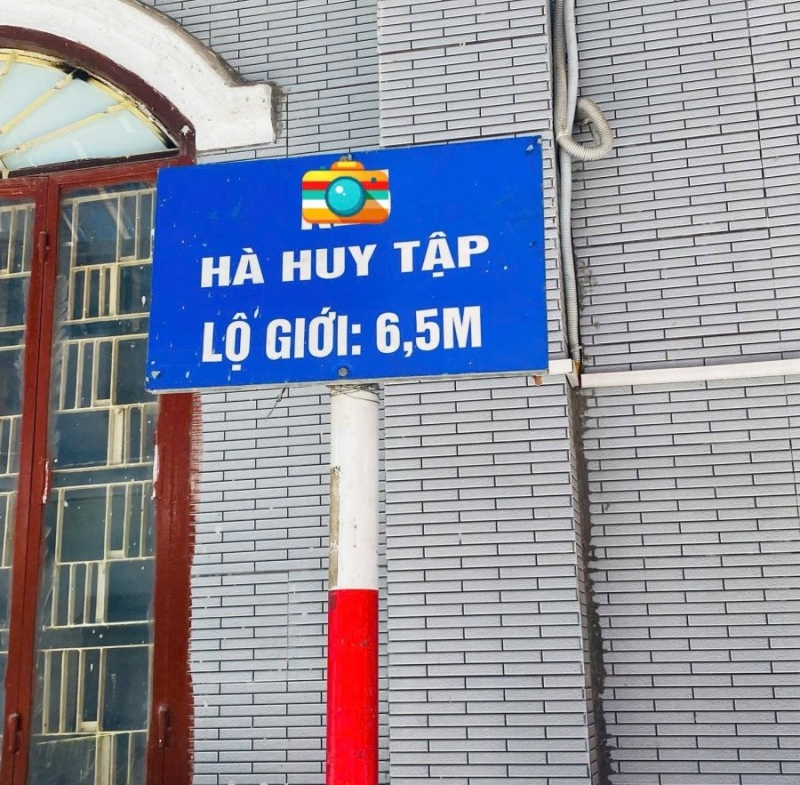 HÀ HUY TẬP
LỘ GIỚI: 6,5M